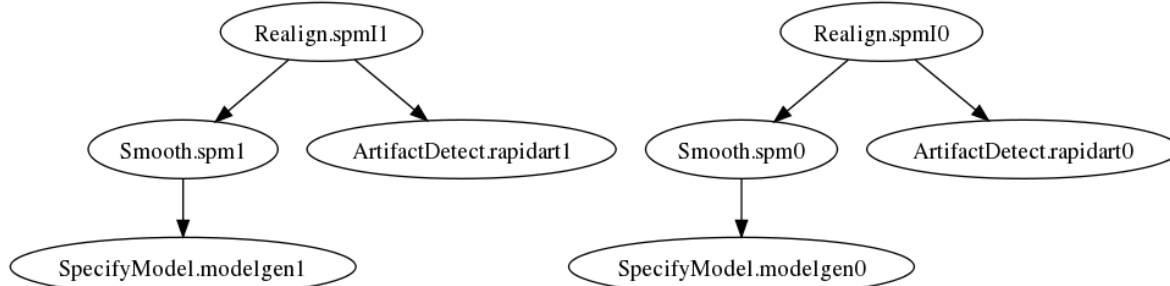 Realign.spmI1
Realign.spmI0
Smooth.spm1
ArtifactDetect.rapidart1
Smooth.spm0
ArtifactDetect.rapidart0
SpecifyModel.modelgen1
SpecifyModel.modelgen0